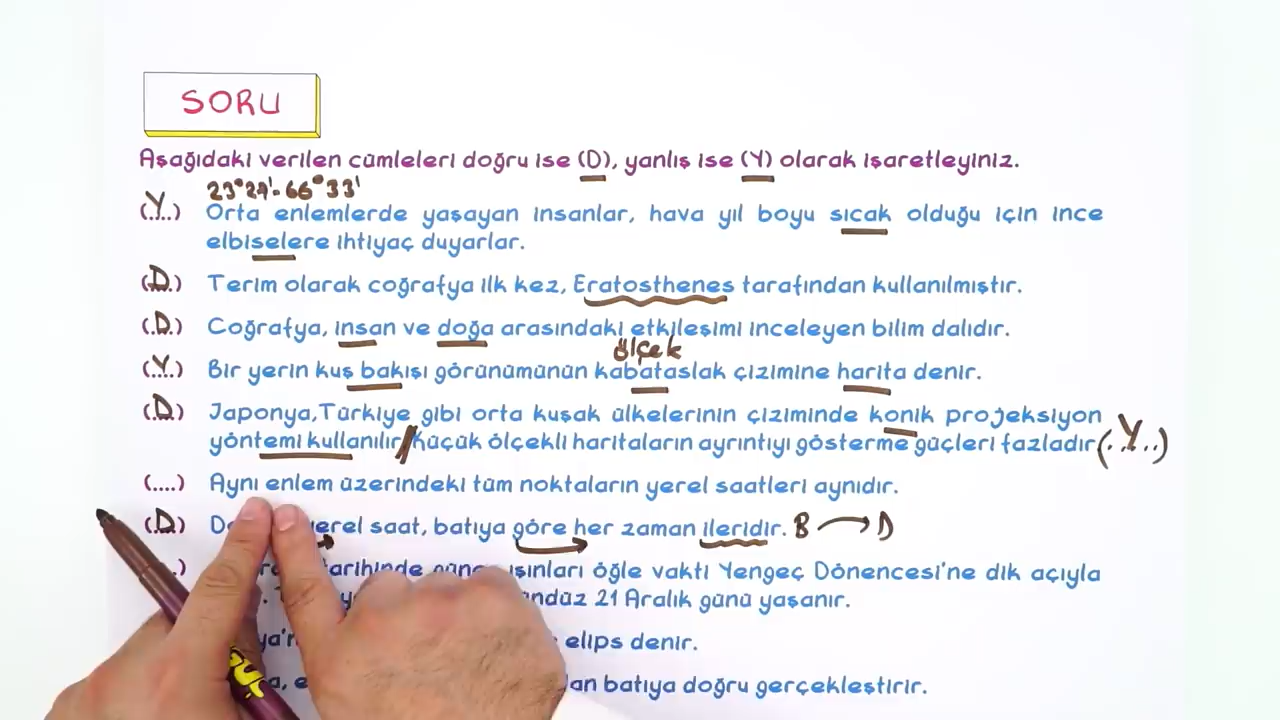 SORU
Aşağıdaki verilen cümleleri doğru ise (D), yanlış ise (Y) olarak işaretleyiniz.
23°27'- 66°33'
(.Y.) Orta enlemlerde yaşayan insanlar, hava yıl boyu sıcak olduğu için ince
elbiselere ihtiyaç duyarlar.
(.D.) Terim olarak coğrafya ilk kez, Eratosthenes tarafından kullanılmıştır.
(.D.) Coğrafya, insan ve doğa arasındaki etkileşimi inceleyen bilim dalıdır.
ölçek
(.Y.) Bir yerin kuş bakışı görünümünün kabataslak çizimine harita denir.
(.D.) Japonya,Türkiye gibi orta kuşak ülkelerinin çiziminde konik projeksiyon
yöntemi kullanılır/küçük ölçekli haritaların ayrıntıyı gösterme güçleri fazladır(..Y..)
(....) Aynı enlem üzerindeki tüm noktaların yerel saatleri aynıdır.
(.D.) yerel saat, batıya göre her zaman ileridir. B → D
tarihinde güneş ışınları öğle vakti Yengeç Dönencesi'ne dik açıyla
21 Aralık günü yaşanır.
elips denir.
batıya doğru gerçekleştirir.